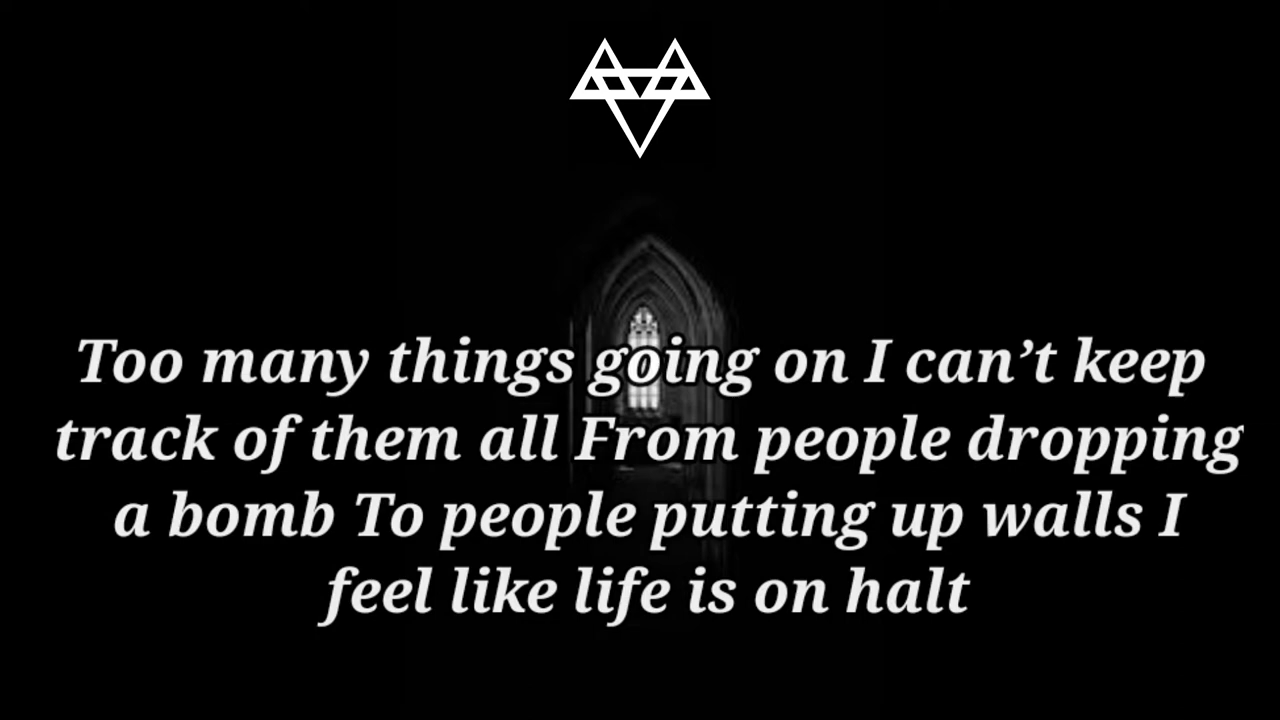 Too many things going on I can’t keep
track of them all From people dropping
a bomb To people putting up walls I
feel like life is on halt